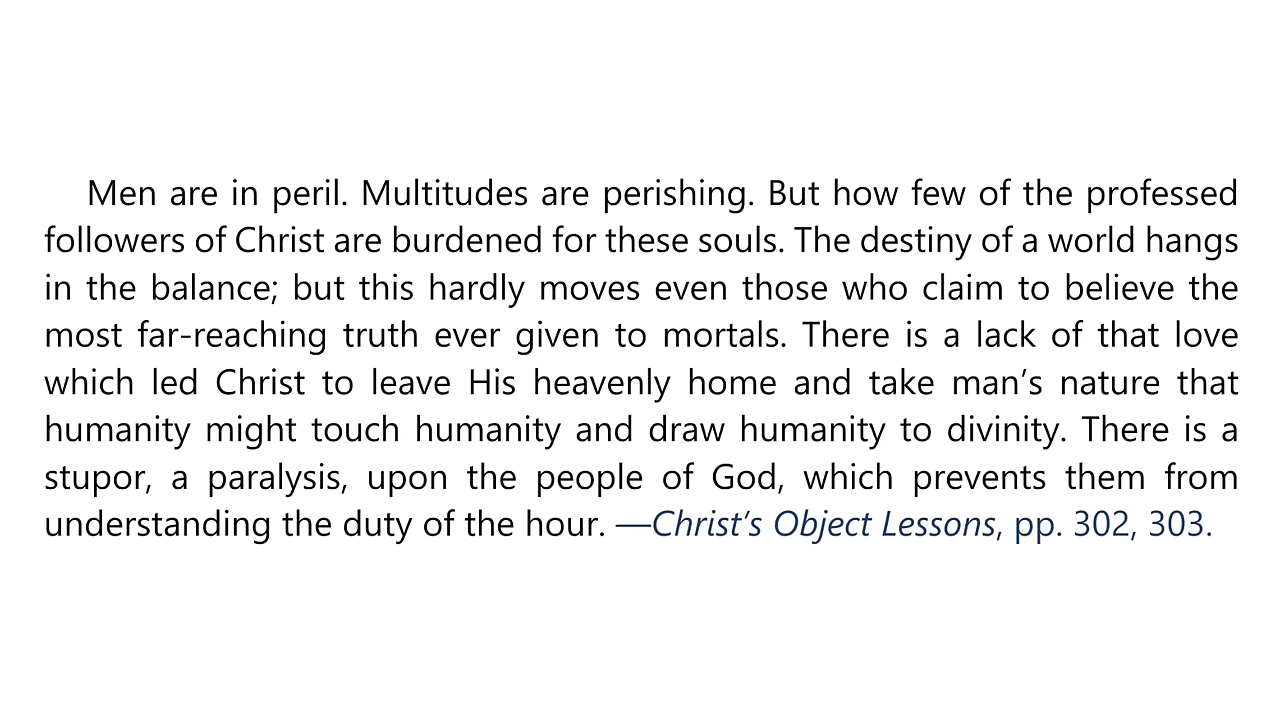 Men are in peril. Multitudes are perishing. But how few of the professed
followers of Christ are burdened for these souls. The destiny of a world hangs
in the balance; but this hardly moves even those who claim to believe the
most far-reaching truth ever given to mortals. There is a lack of that love
which led Christ to leave His heavenly home and take man’s nature that
humanity might touch humanity and draw humanity to divinity. There is a
stupor, a paralysis, upon the people of God, which prevents them from
understanding the duty of the hour. —Christ’s Object Lessons, pp. 302, 303.